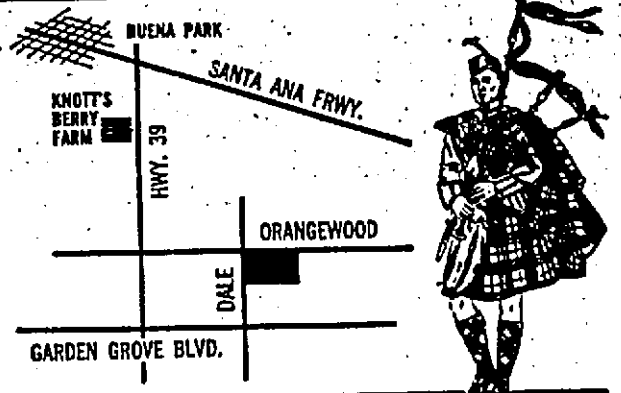 BUENA PARK
SANTA ANA FRWY.
KNOTT'S
BERRY
FARM
HWY. 39
ORANGEWOOD
DALE
GARDEN GROVE BLVD.